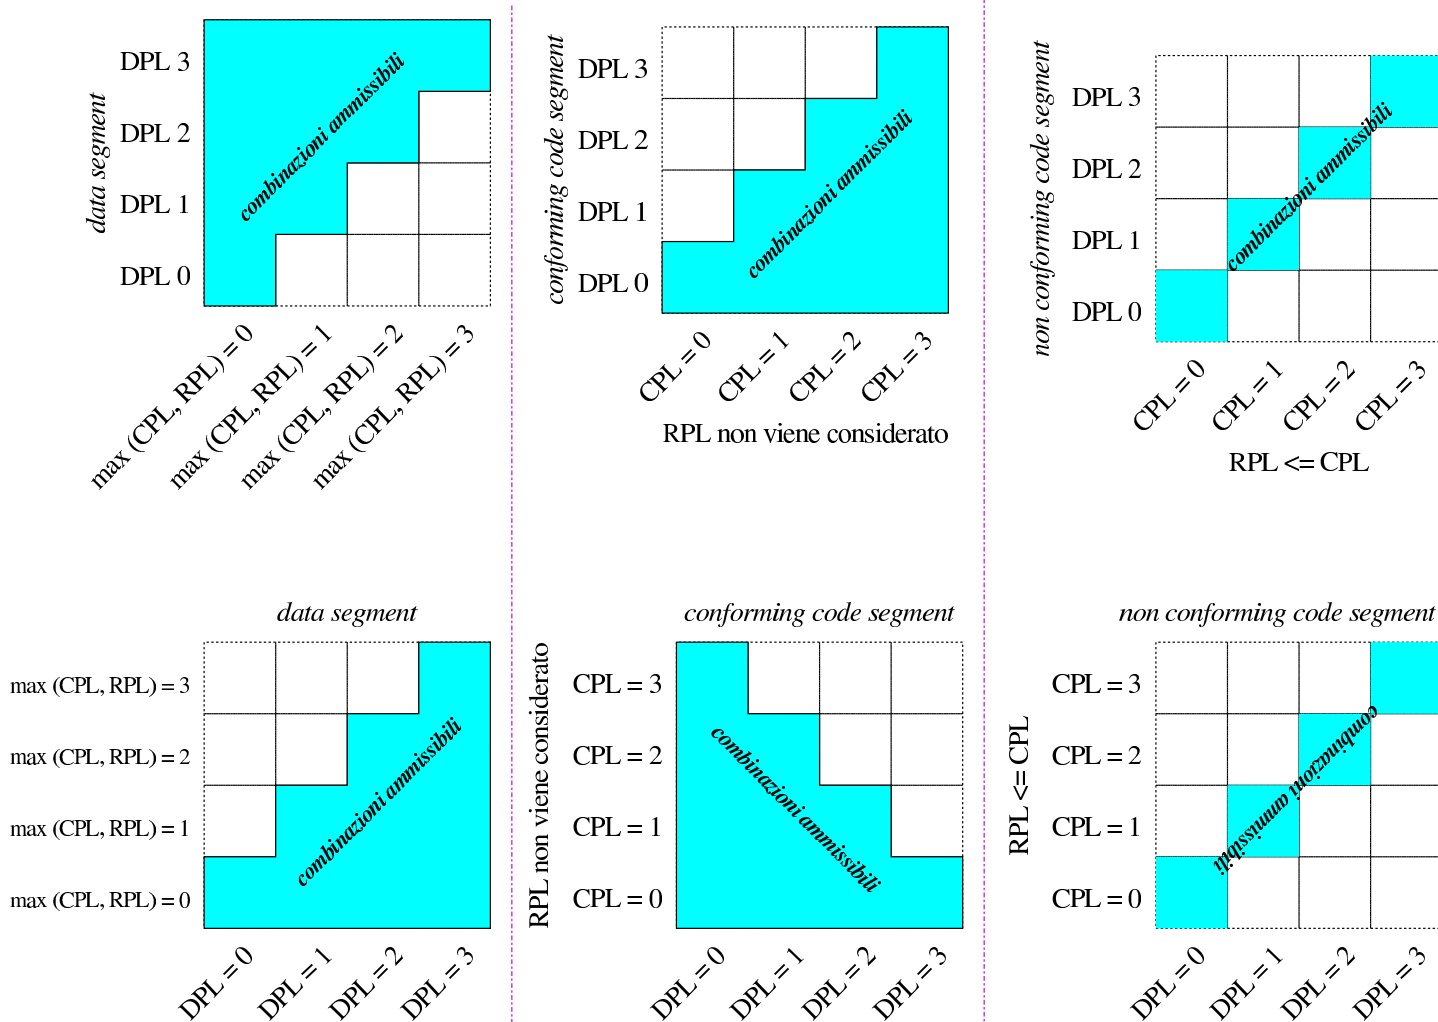 data segment
DPL 3
DPL 2
DPL 1
DPL 0
combinazioni ammissibili
max (CPL, RPL) = 0
max (CPL, RPL) = 1
max (CPL, RPL) = 2
max (CPL, RPL) = 3
conforming code segment
DPL 3
DPL 2
DPL 1
DPL 0
combinazioni ammissibili
CPL = 0
CPL = 1
CPL = 2
CPL = 3
RPL non viene considerato
non conforming code segment
DPL 3
DPL 2
DPL 1
DPL 0
combinazioni ammissibili
CPL = 0
CPL = 1
CPL = 2
CPL = 3
RPL <= CPL
data segment
max (CPL, RPL) = 3
max (CPL, RPL) = 2
max (CPL, RPL) = 1
max (CPL, RPL) = 0
combinazioni ammissibili
DPL = 0
DPL = 1
DPL = 2
DPL = 3
conforming code segment
RPL non viene considerato
CPL = 3
CPL = 2
CPL = 1
CPL = 0
combinazioni ammissibili
DPL = 0
DPL = 1
DPL = 2
DPL = 3
non conforming code segment
RPL <= CPL
CPL = 3
CPL = 2
CPL = 1
CPL = 0
combinazioni ammissibili
DPL = 0
DPL = 1
DPL = 2
DPL = 3